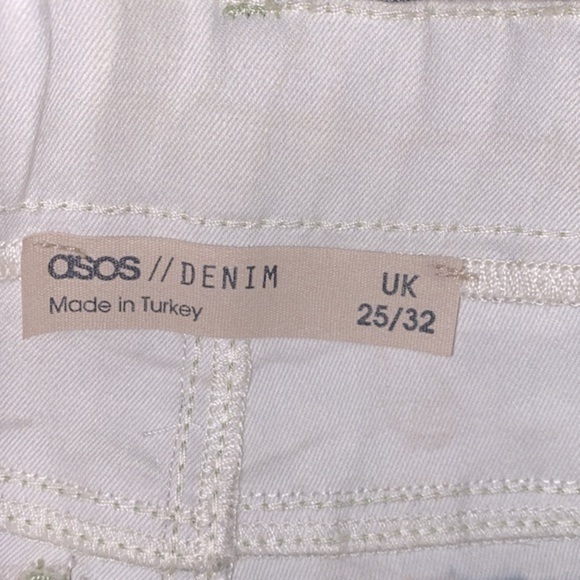 asos // DENIM
Made in Turkey
UK
25/32